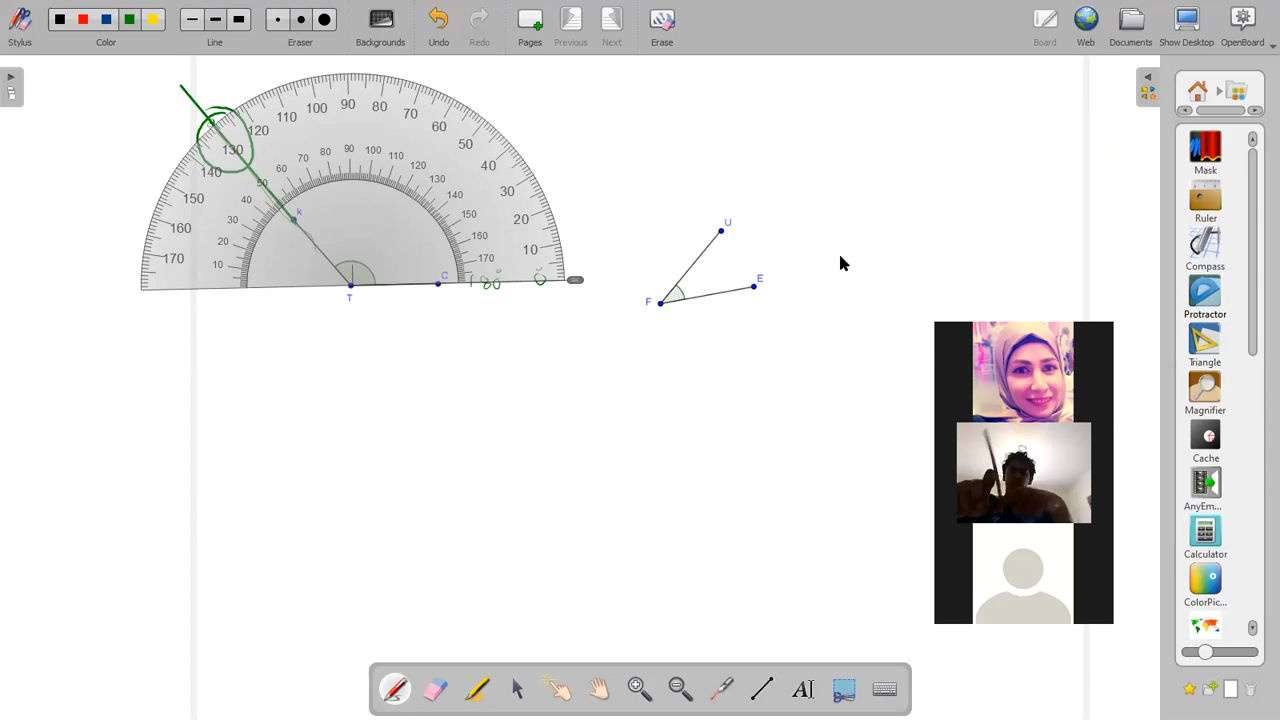 Stylus
Color
Line
Eraser
Backgrounds
Undo
Redo
Pages
Previous
Next
Erase
Board
Web
Documents
Show Desktop
OpenBoard
10
20
30
40
50
60
70
80
90
100
110
120
130
140
150
160
170
10
20
30
40
50
60
70
80
90
100
110
120
130
140
150
160
170
k
C
T
180°
0°
U
E
F
Mask
Ruler
Compass
Protractor
Triangle
Magnifier
Cache
AnyEm...
Calculator
ColorPic...